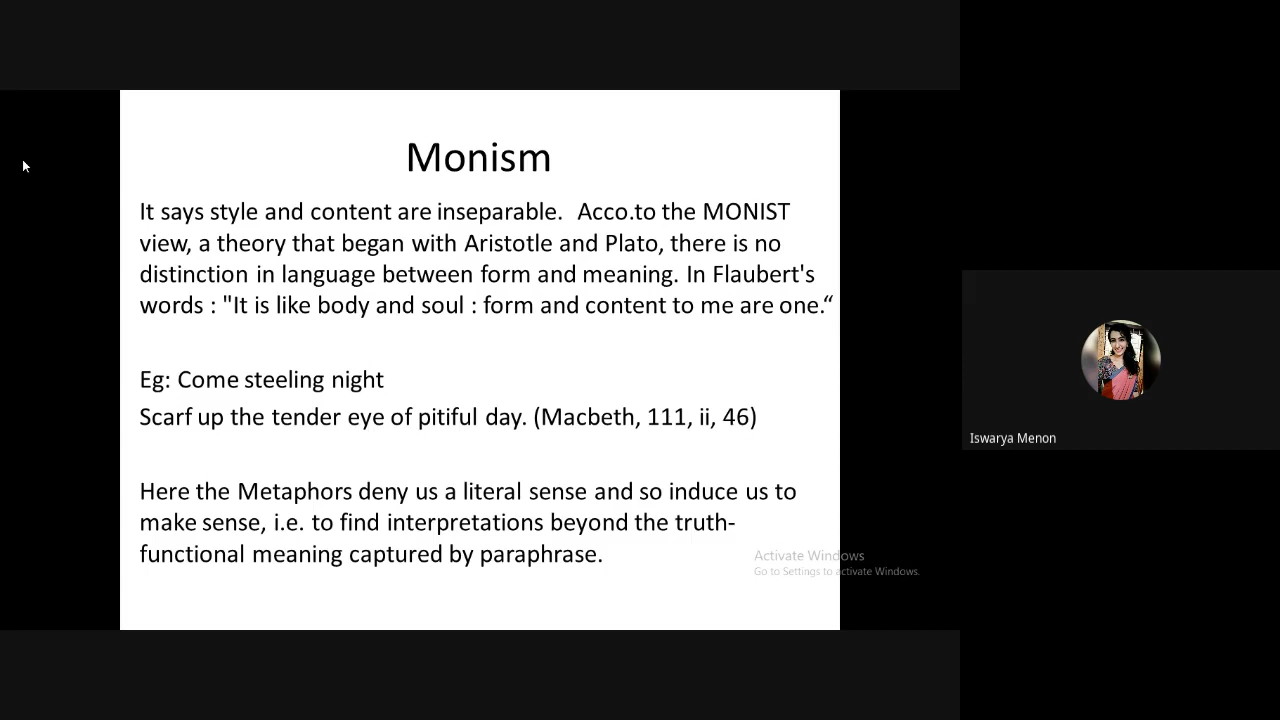 Monism
It says style and content are inseparable.  Acco.to the MONIST
view, a theory that began with Aristotle and Plato, there is no
distinction in language between form and meaning. In Flaubert's
words : "It is like body and soul : form and content to me are one.“
Eg: Come steeling night
Scarf up the tender eye of pitiful day. (Macbeth, 111, ii, 46)
Here the Metaphors deny us a literal sense and so induce us to
make sense, i.e. to find interpretations beyond the truth-
functional meaning captured by paraphrase.
Activate Windows
Go to Settings to activate Windows.
Iswarya Menon